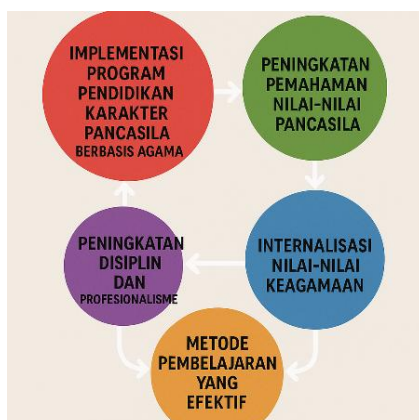 IMPLEMENTASI
PROGRAM
PENDIDIKAN
KARAKTER
PANCASILA
BERBASIS AGAMA
PENINGKATAN
PEMAHAMAN
NILAI-NILAI
PANCASILA
INTERNALISASI
NILAI-NILAI
KEAGAMAAN
PENINGKATAN
DISIPLIN
DAN
PROFESIONALISME
METODE
PEMBELAJARAN
YANG
EFEKTIF